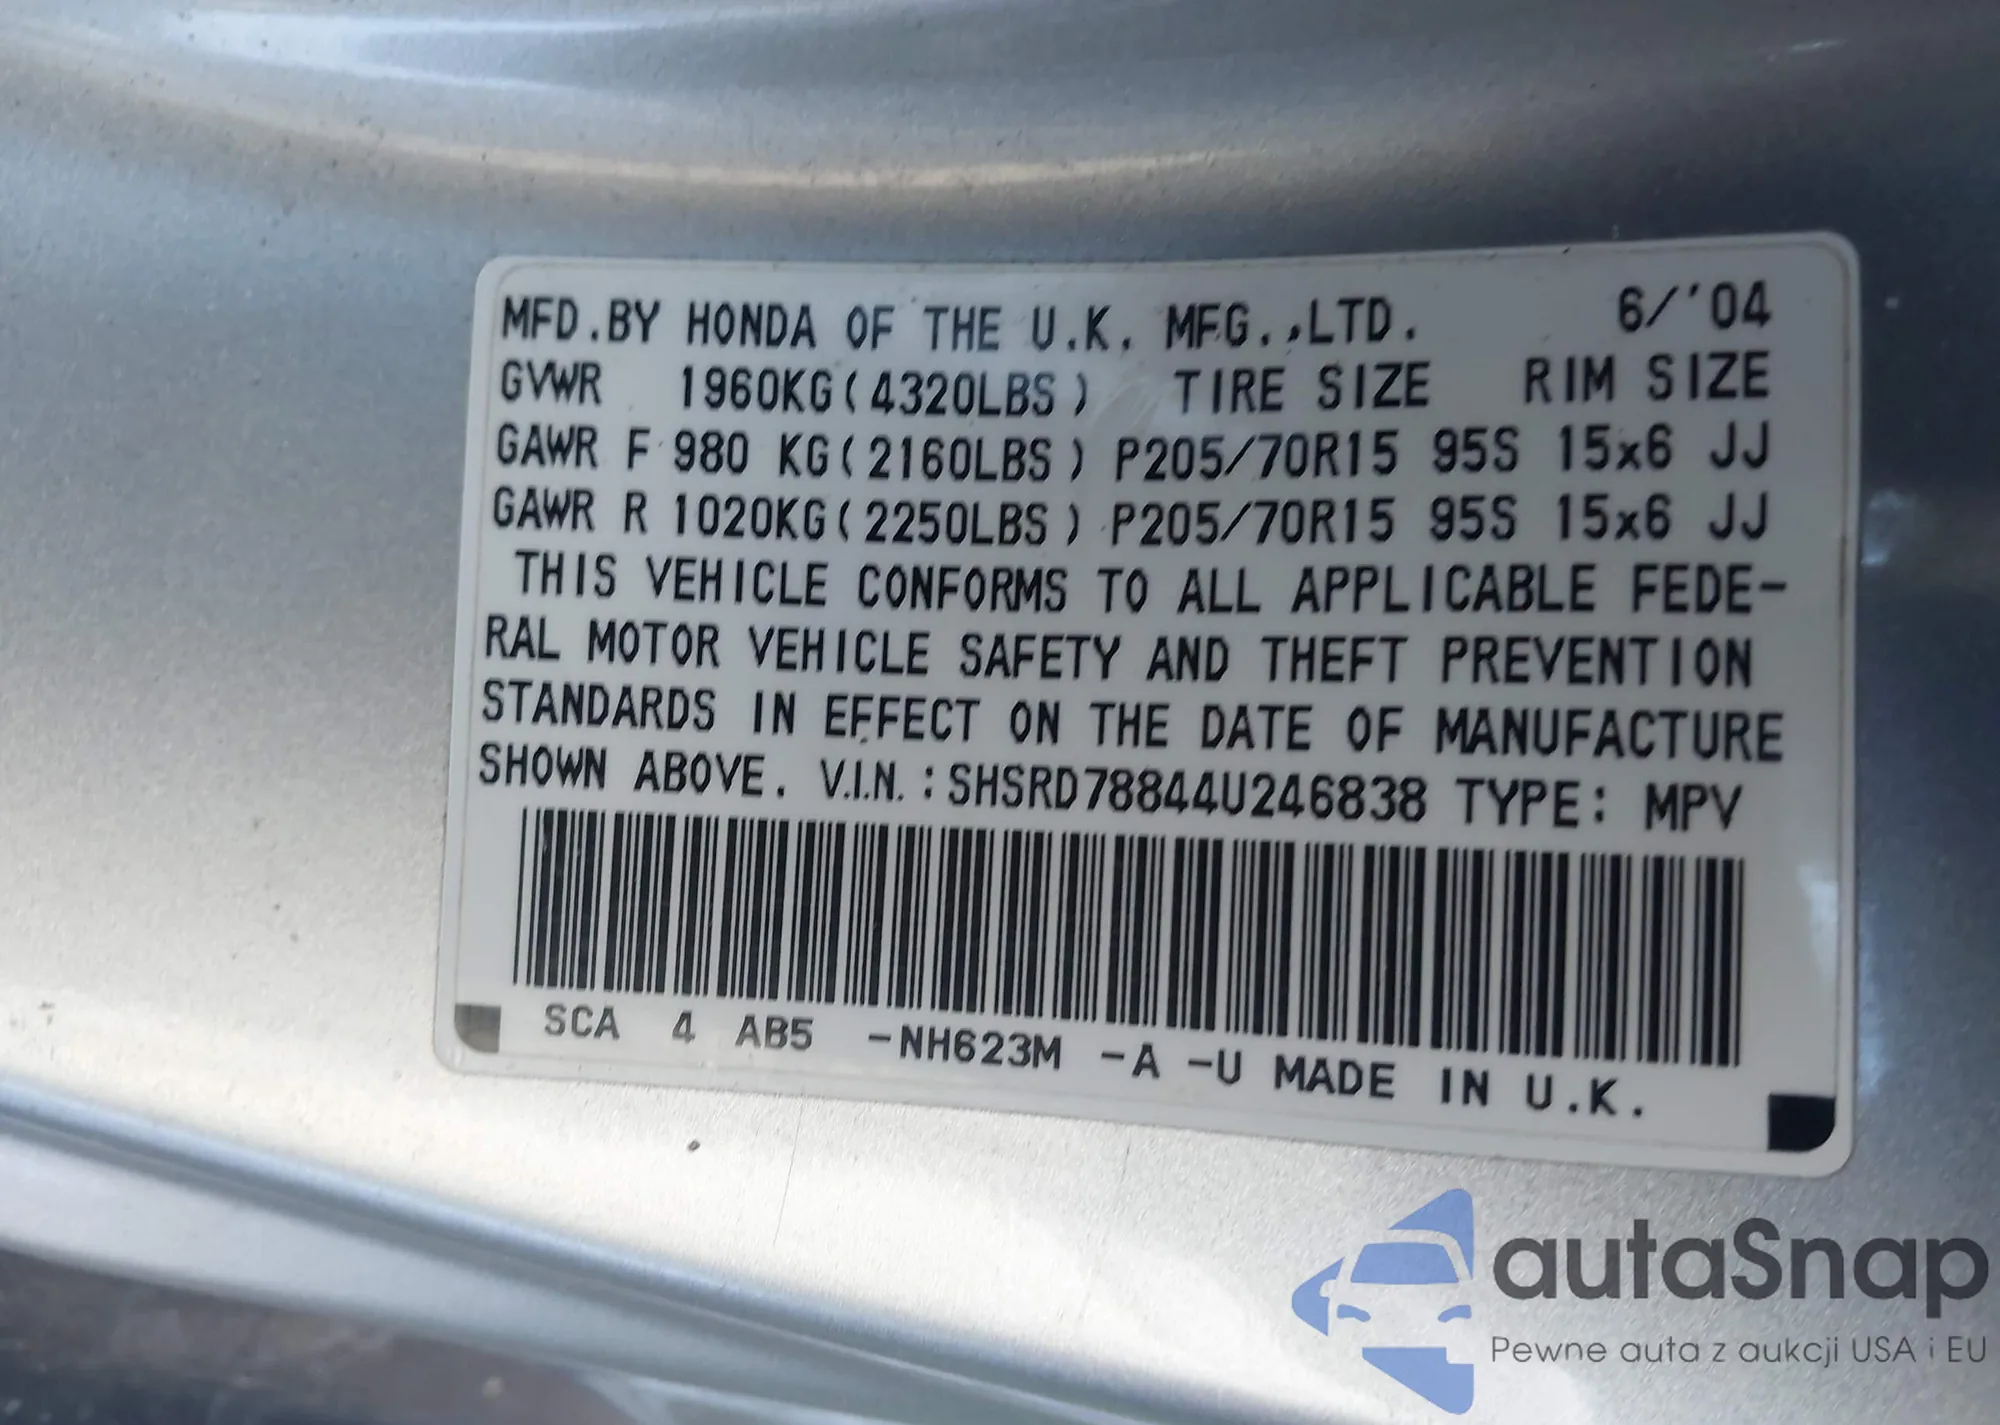 MFD.BY HONDA OF THE U.K. MFG.,LTD. 6/'04
GVWR 1960KG(4320LBS) TIRE SIZE RIM SIZE
GAWR F 980 KG(2160LBS) P205/70R15 95S 15x6 JJ
GAWR R 1020KG(2250LBS) P205/70R15 95S 15x6 JJ
THIS VEHICLE CONFORMS TO ALL APPLICABLE FEDE-
RAL MOTOR VEHICLE SAFETY AND THEFT PREVENTION
STANDARDS IN EFFECT ON THE DATE OF MANUFACTURE
SHOWN ABOVE. V.I.N.:SHSRD78844U246838 TYPE: MPV
SCA 4 AB5 -NH623M -A -U MADE IN U.K.
autaSnap
Pewne auta z aukcji USA i EU